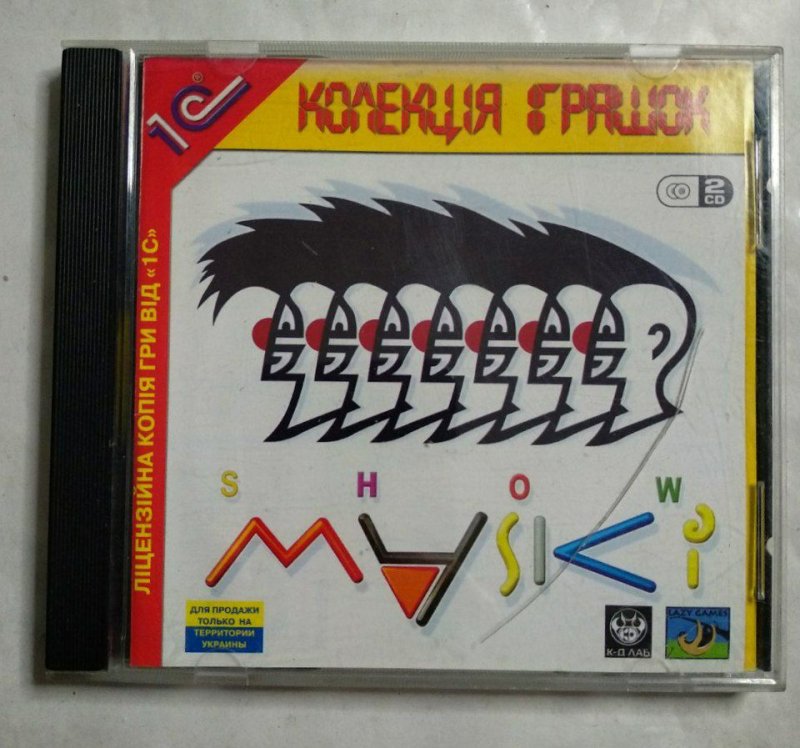 1С®
КОЛЕКЦІЯ ІГРАШОК
2
CD
ЛІЦЕНЗІЙНА КОПІЯ ГРИ ВІД «1С»
S H O W
MASKi
ДЛЯ ПРОДАЖИ
ТОЛЬКО НА
ТЕРРИТОРИИ
УКРАИНЫ
К-Д ЛАБ
LAZY GAMES